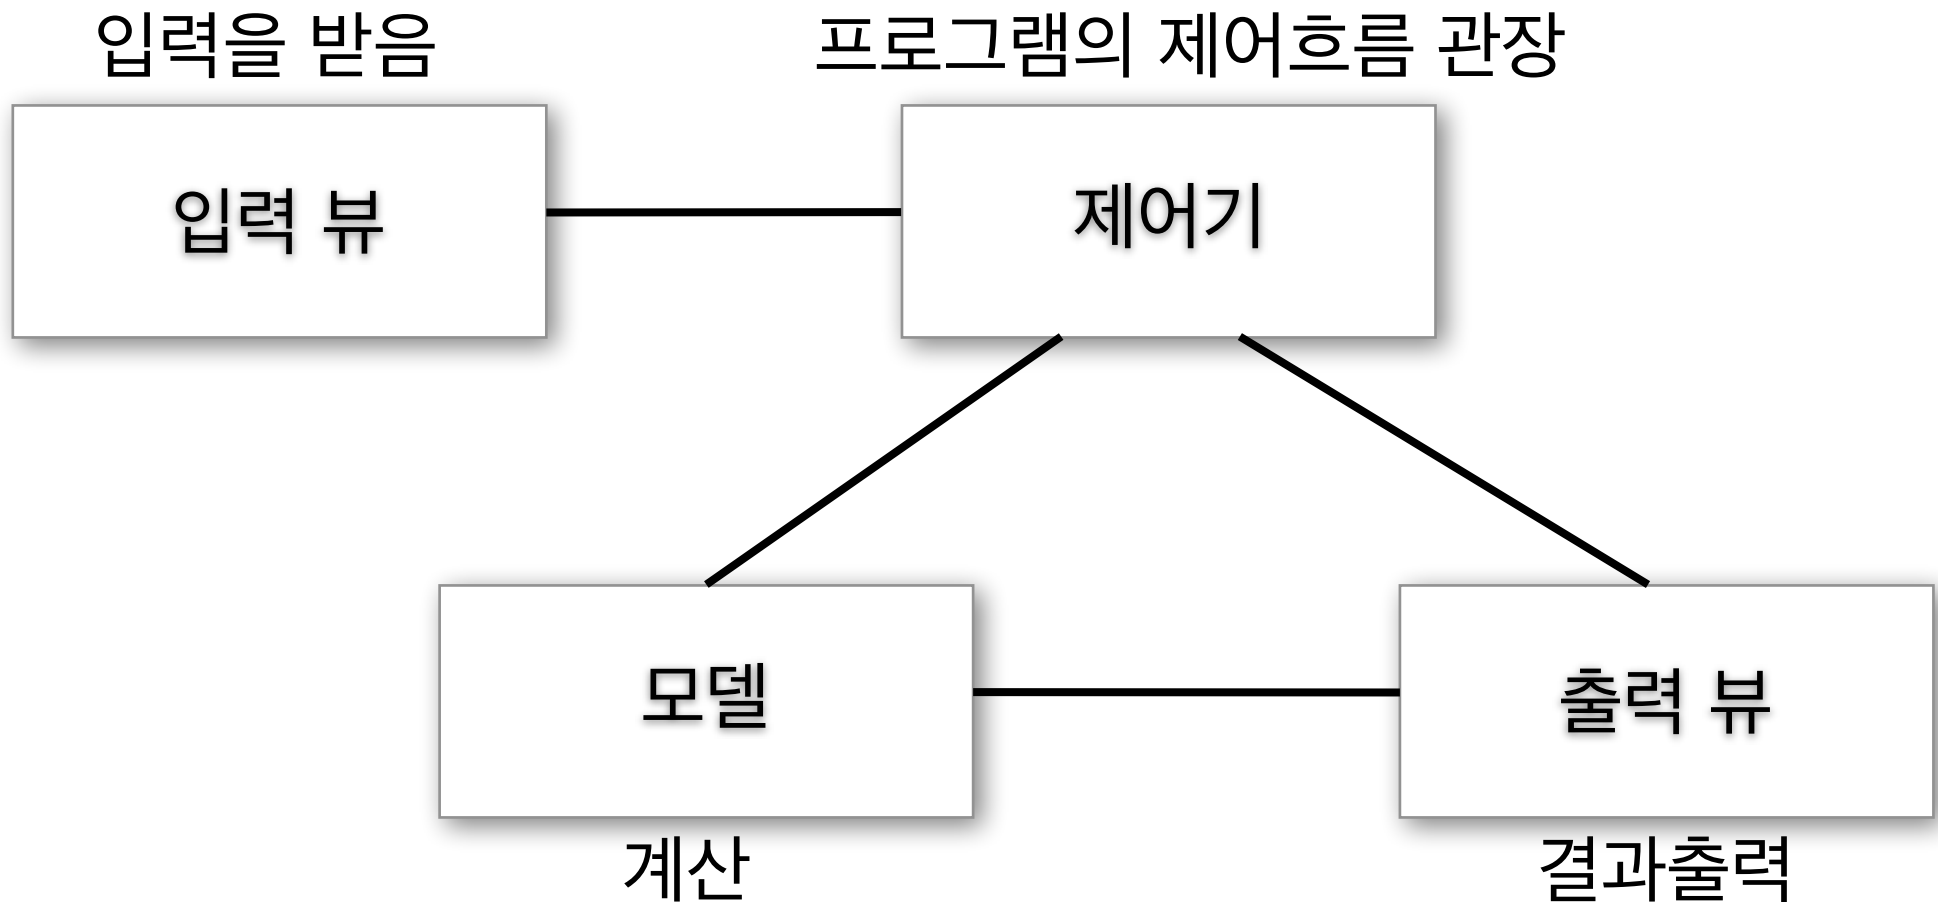 입력을 받음
프로그램의 제어흐름 관장
입력 뷰
제어기
모델
출력 뷰
계산
결과출력